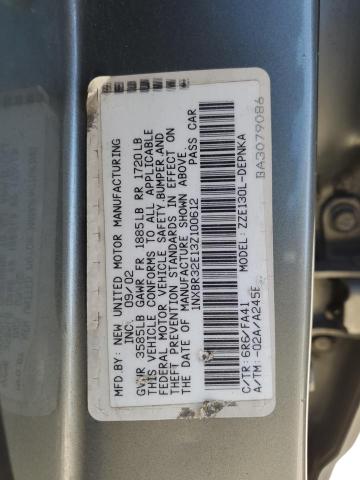 MFD.BY: NEW UNITED MOTOR MANUFACTURING
INC. 09/02
GVWR 3585LB GAWR FR 1885LB RR 1720LB
THIS VEHICLE CONFORMS TO ALL APPLICABLE
FEDERAL MOTOR VEHICLE SAFETY,BUMPER,AND
THEFT PREVENTION STANDARDS IN EFFECT ON
THE DATE OF MANUFACTURE SHOWN ABOVE.
1NXBR32E13Z100612 PASS CAR
C/TR: 6R6/FA41 MODEL: ZZE130L-DEPNKA
A/TM: -02A/A245E
BA3079086